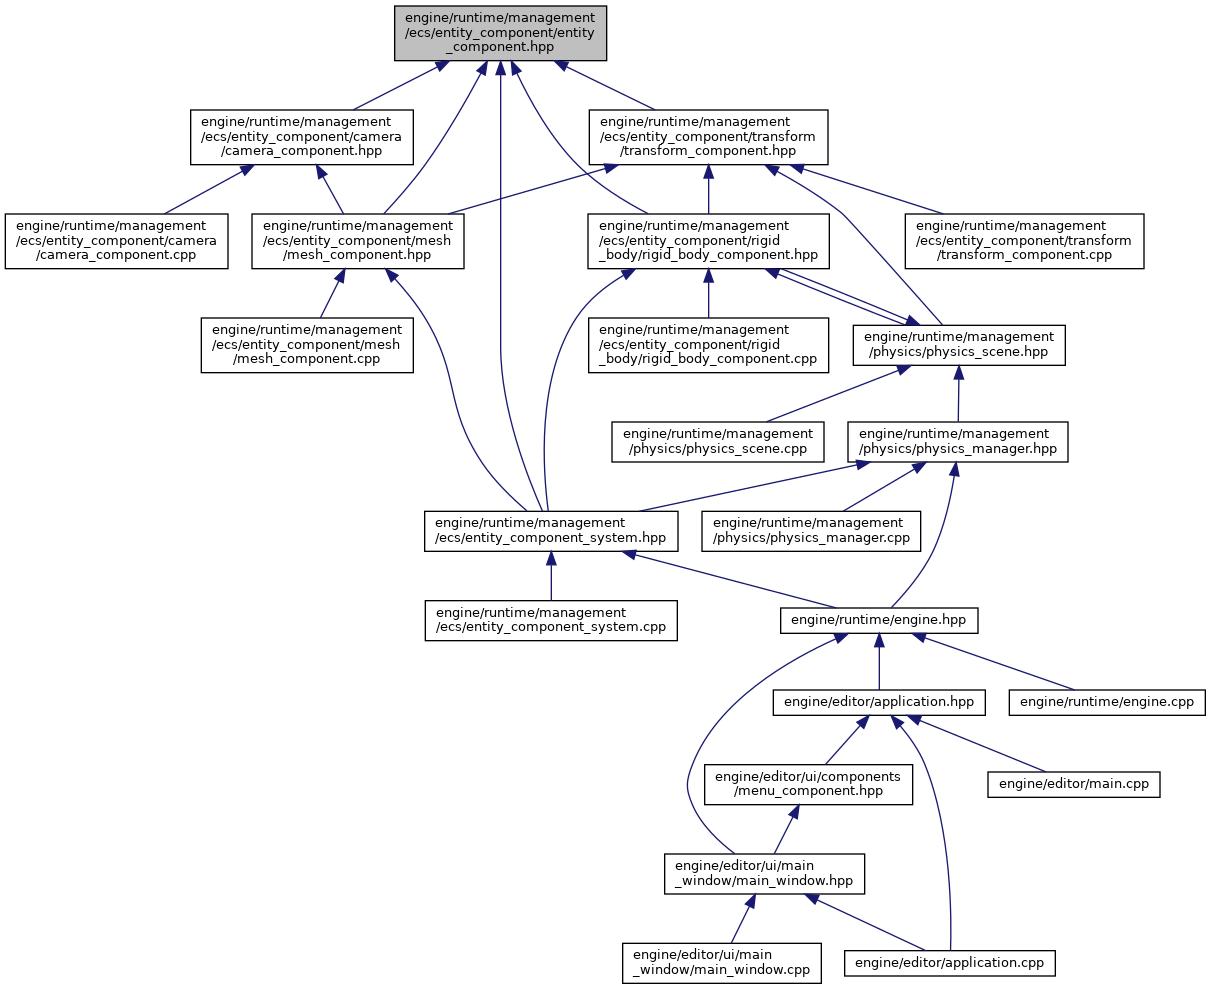 engine/runtime/management
/ecs/entity_component/entity
_component.hpp
engine/runtime/management
/ecs/entity_component/camera
/camera_component.hpp
engine/runtime/management
/ecs/entity_component/transform
/transform_component.hpp
engine/runtime/management
/ecs/entity_component/camera
/camera_component.cpp
engine/runtime/management
/ecs/entity_component/mesh
/mesh_component.hpp
engine/runtime/management
/ecs/entity_component/rigid
_body/rigid_body_component.hpp
engine/runtime/management
/ecs/entity_component/transform
/transform_component.cpp
engine/runtime/management
/ecs/entity_component/mesh
/mesh_component.cpp
engine/runtime/management
/ecs/entity_component/rigid
_body/rigid_body_component.cpp
engine/runtime/management
/physics/physics_scene.hpp
engine/runtime/management
/physics/physics_scene.cpp
engine/runtime/management
/physics/physics_manager.hpp
engine/runtime/management
/ecs/entity_component_system.hpp
engine/runtime/management
/physics/physics_manager.cpp
engine/runtime/management
/ecs/entity_component_system.cpp
engine/runtime/engine.hpp
engine/editor/application.hpp
engine/runtime/engine.cpp
engine/editor/ui/components
/menu_component.hpp
engine/editor/main.cpp
engine/editor/ui/main
_window/main_window.hpp
engine/editor/ui/main
_window/main_window.cpp
engine/editor/application.cpp